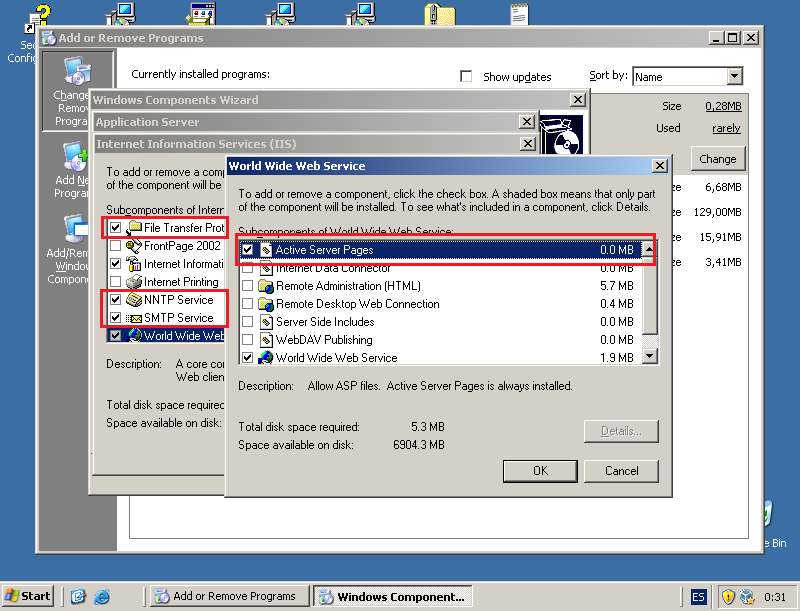 Add or Remove Programs
Currently installed programs:
Show updates
Sort by:
Name
Change
Remo
Progra
Add Ne
Progran
Add/Rem
Window
Compone
Size
0,28MB
Used
rarely
Change
6,68MB
129,00MB
15,91MB
3,41MB
Windows Components Wizard
Application Server
Internet Information Services (IIS)
To add or remove a comp
of the component will be
Subcomponents of Intern
File Transfer Prot
FrontPage 2002
Internet Informati
Internet Printing
NNTP Service
SMTP Service
World Wide Web
Description: A core co
Web clien
Total disk space required
Space available on disk:
World Wide Web Service
To add or remove a component, click the check box. A shaded box means that only part
of the component will be installed. To see what's included in a component, click Details.
Subcomponents of World Wide Web Service:
Active Server Pages 0.0 MB
Internet Data Connector 0.0 MB
Remote Administration (HTML) 5.7 MB
Remote Desktop Web Connection 0.4 MB
Server Side Includes 0.0 MB
WebDAV Publishing 0.0 MB
World Wide Web Service 1.9 MB
Description: Allow ASP files. Active Server Pages is always installed.
Total disk space required: 5.3 MB
Space available on disk: 6904.3 MB
Details...
OK
Cancel
e Bin
Start
Add or Remove Programs
Windows Component...
ES
0:31